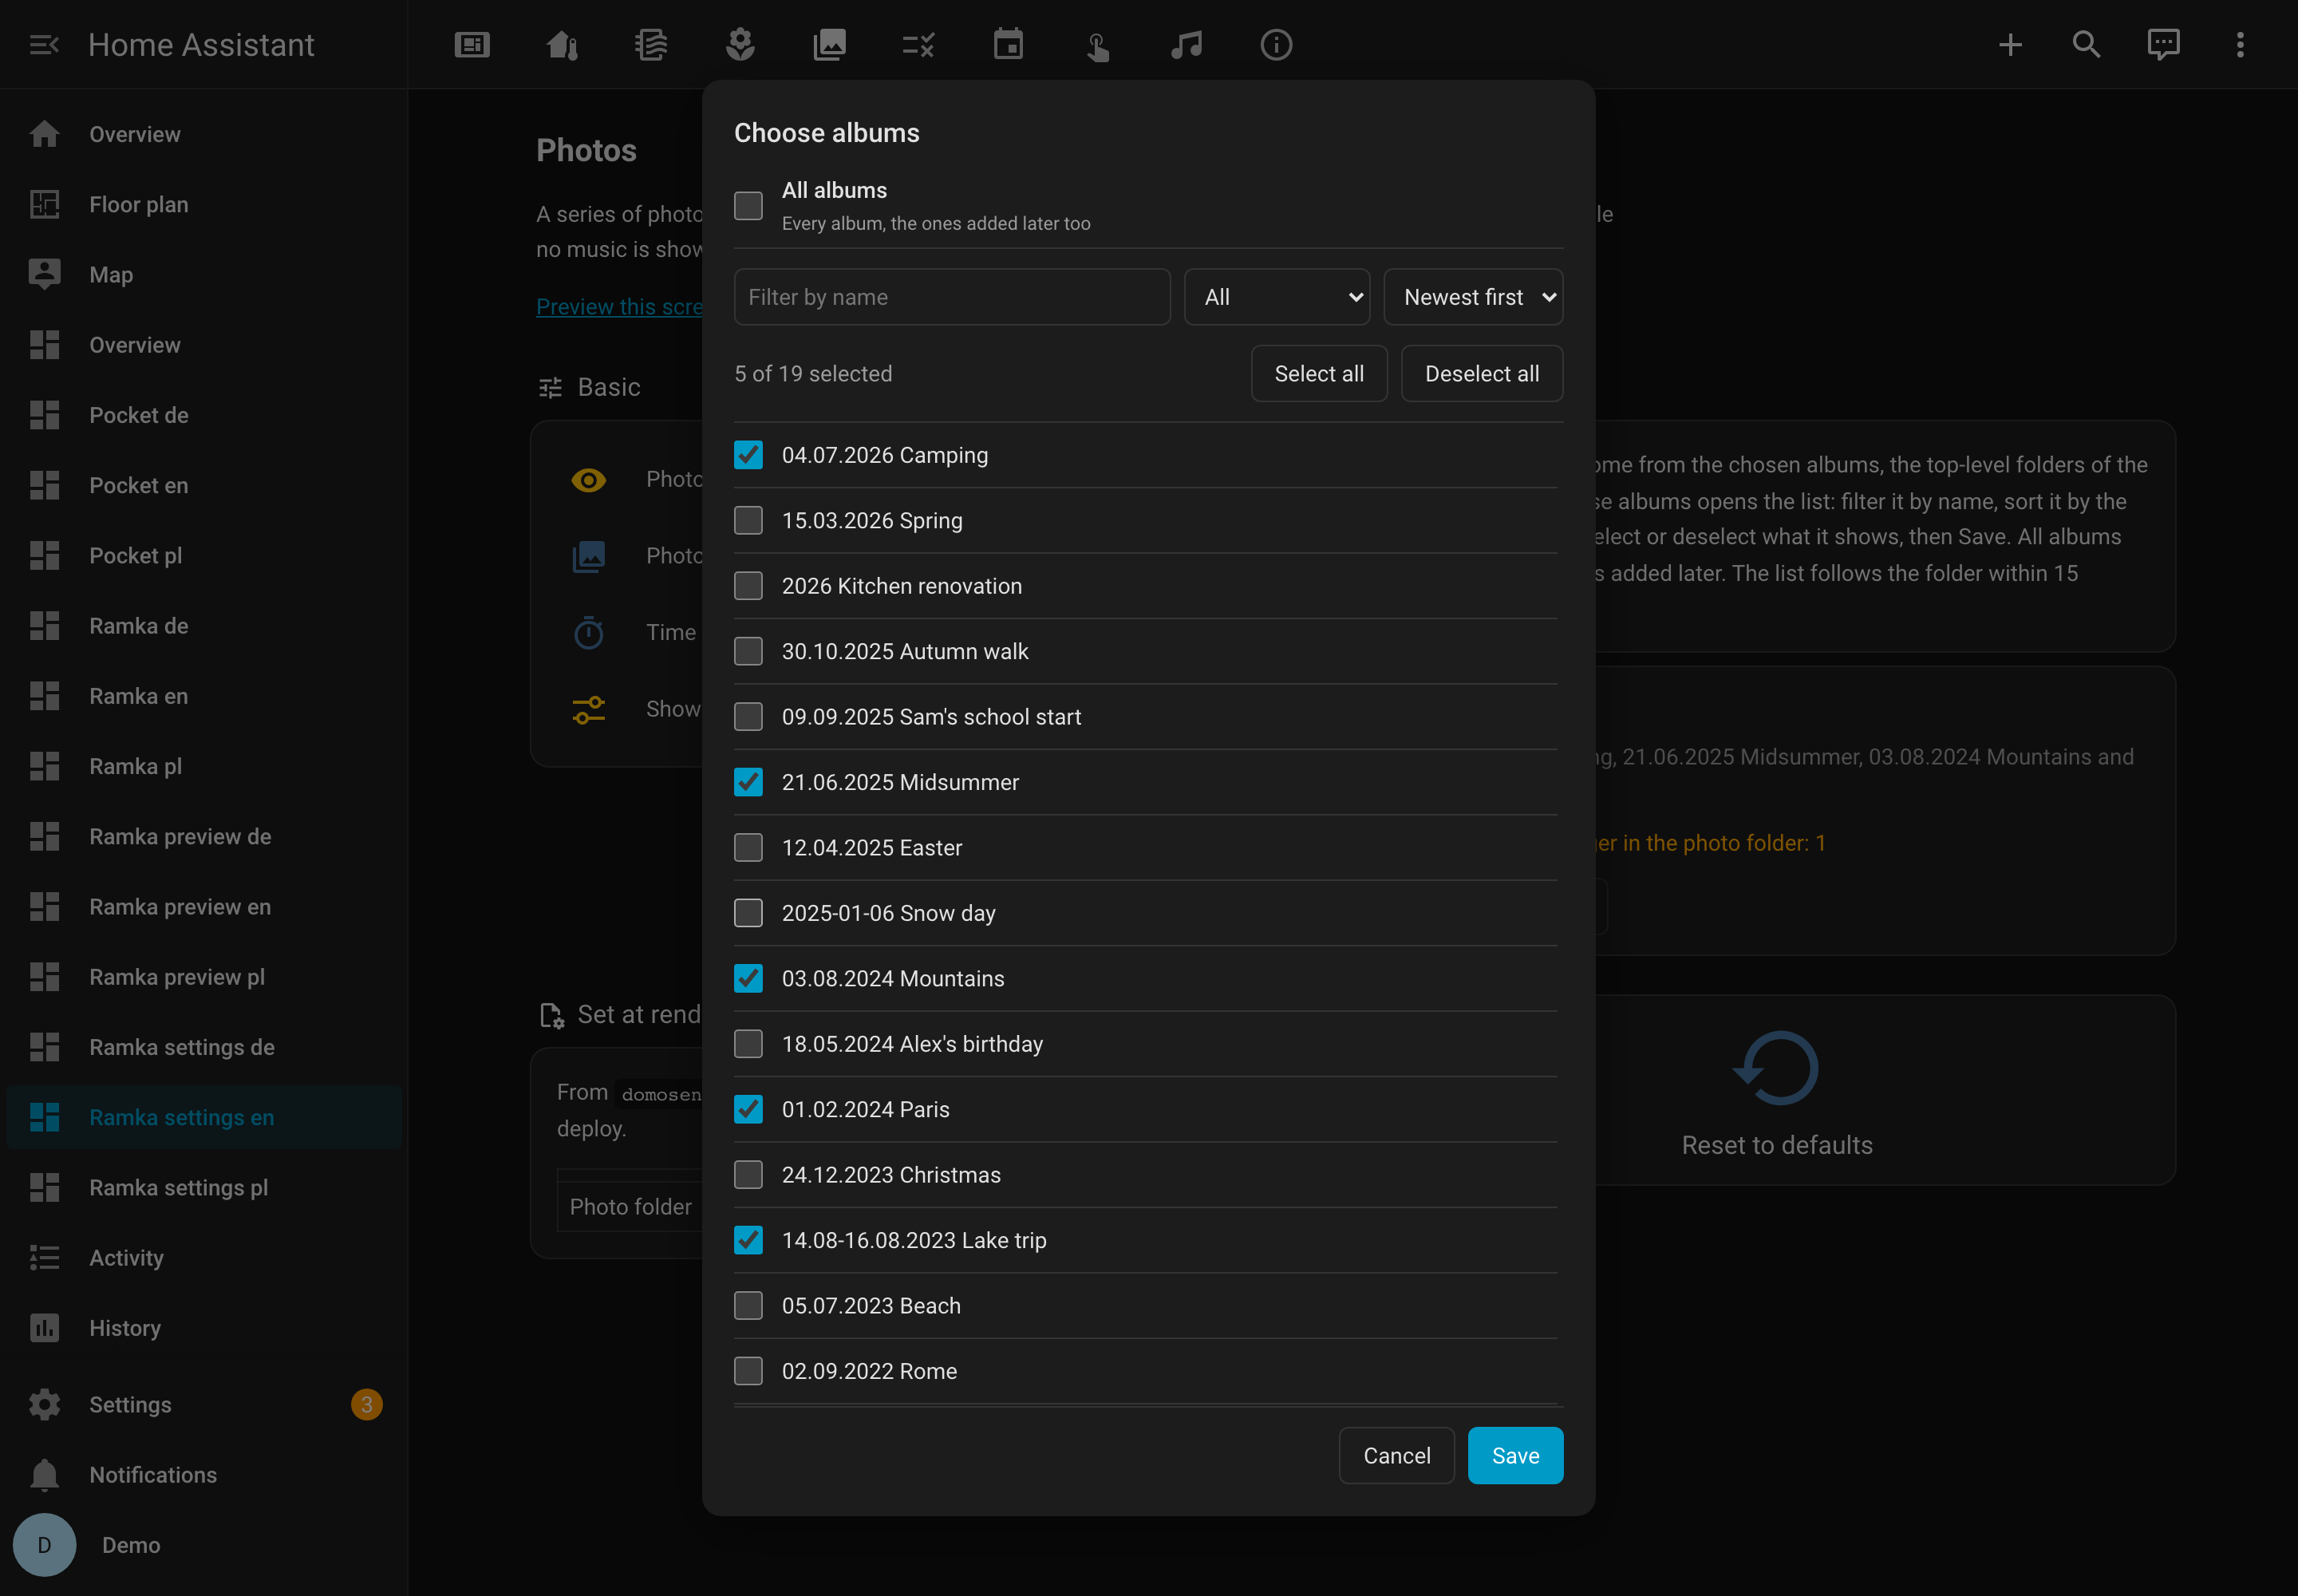 Home Assistant
Overview
Floor plan
Map
Overview
Pocket de
Pocket en
Pocket pl
Ramka de
Ramka en
Ramka pl
Ramka preview de
Ramka preview en
Ramka preview pl
Ramka settings de
Ramka settings en
Ramka settings pl
Activity
History
Settings
3
Notifications
D
Demo
Photos
A series of photo
le
no music is show
Preview this scre
Basic
Photo
Photo
Time
Show
Set at rend
From domosen
deploy.
Photo folder
Choose albums
All albums
Every album, the ones added later too
Filter by name
All
Newest first
5 of 19 selected
Select all
Deselect all
04.07.2026 Camping
15.03.2026 Spring
2026 Kitchen renovation
30.10.2025 Autumn walk
09.09.2025 Sam's school start
21.06.2025 Midsummer
12.04.2025 Easter
2025-01-06 Snow day
03.08.2024 Mountains
18.05.2024 Alex's birthday
01.02.2024 Paris
24.12.2023 Christmas
14.08-16.08.2023 Lake trip
05.07.2023 Beach
02.09.2022 Rome
Cancel
Save
ome from the chosen albums, the top-level folders of the
se albums opens the list: filter it by name, sort it by the
elect or deselect what it shows, then Save. All albums
s added later. The list follows the folder within 15
ng, 21.06.2025 Midsummer, 03.08.2024 Mountains and
er in the photo folder: 1
Reset to defaults